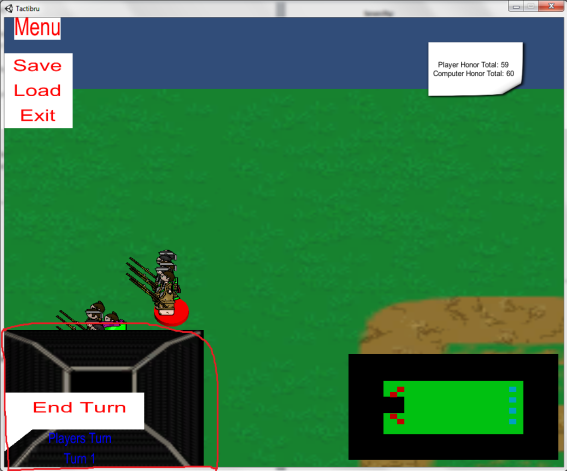 Tactibru
Menu
Save
Load
Exit
Player Honor Total: 59
Computer Honor Total: 60
End Turn
Players Turn
Turn 1